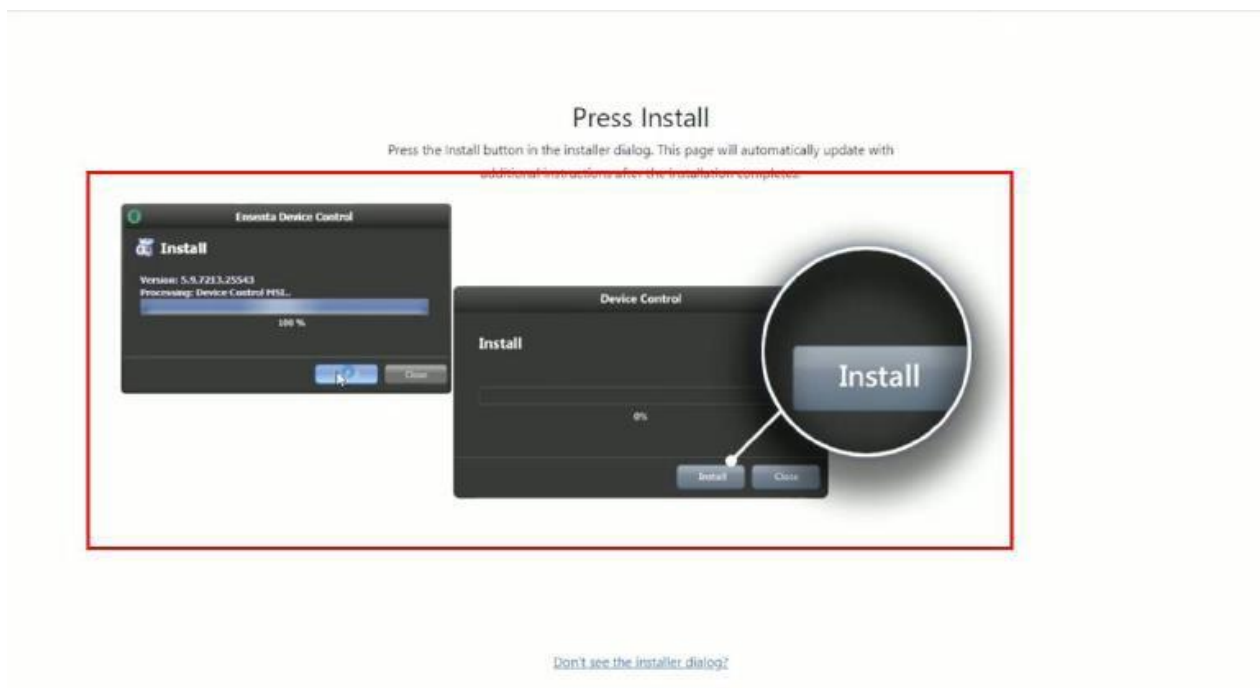 Press Install
Press the Install button in the installer dialog. This page will automatically update with
additional instructions after the installation completes.
Ensenta Device Control
Install
Version: 5.9.7213.25543
Processing: Device Control MSI..
100 %
Close
Device Control
Install
0%
Install
Close
Install
Don't see the installer dialog?